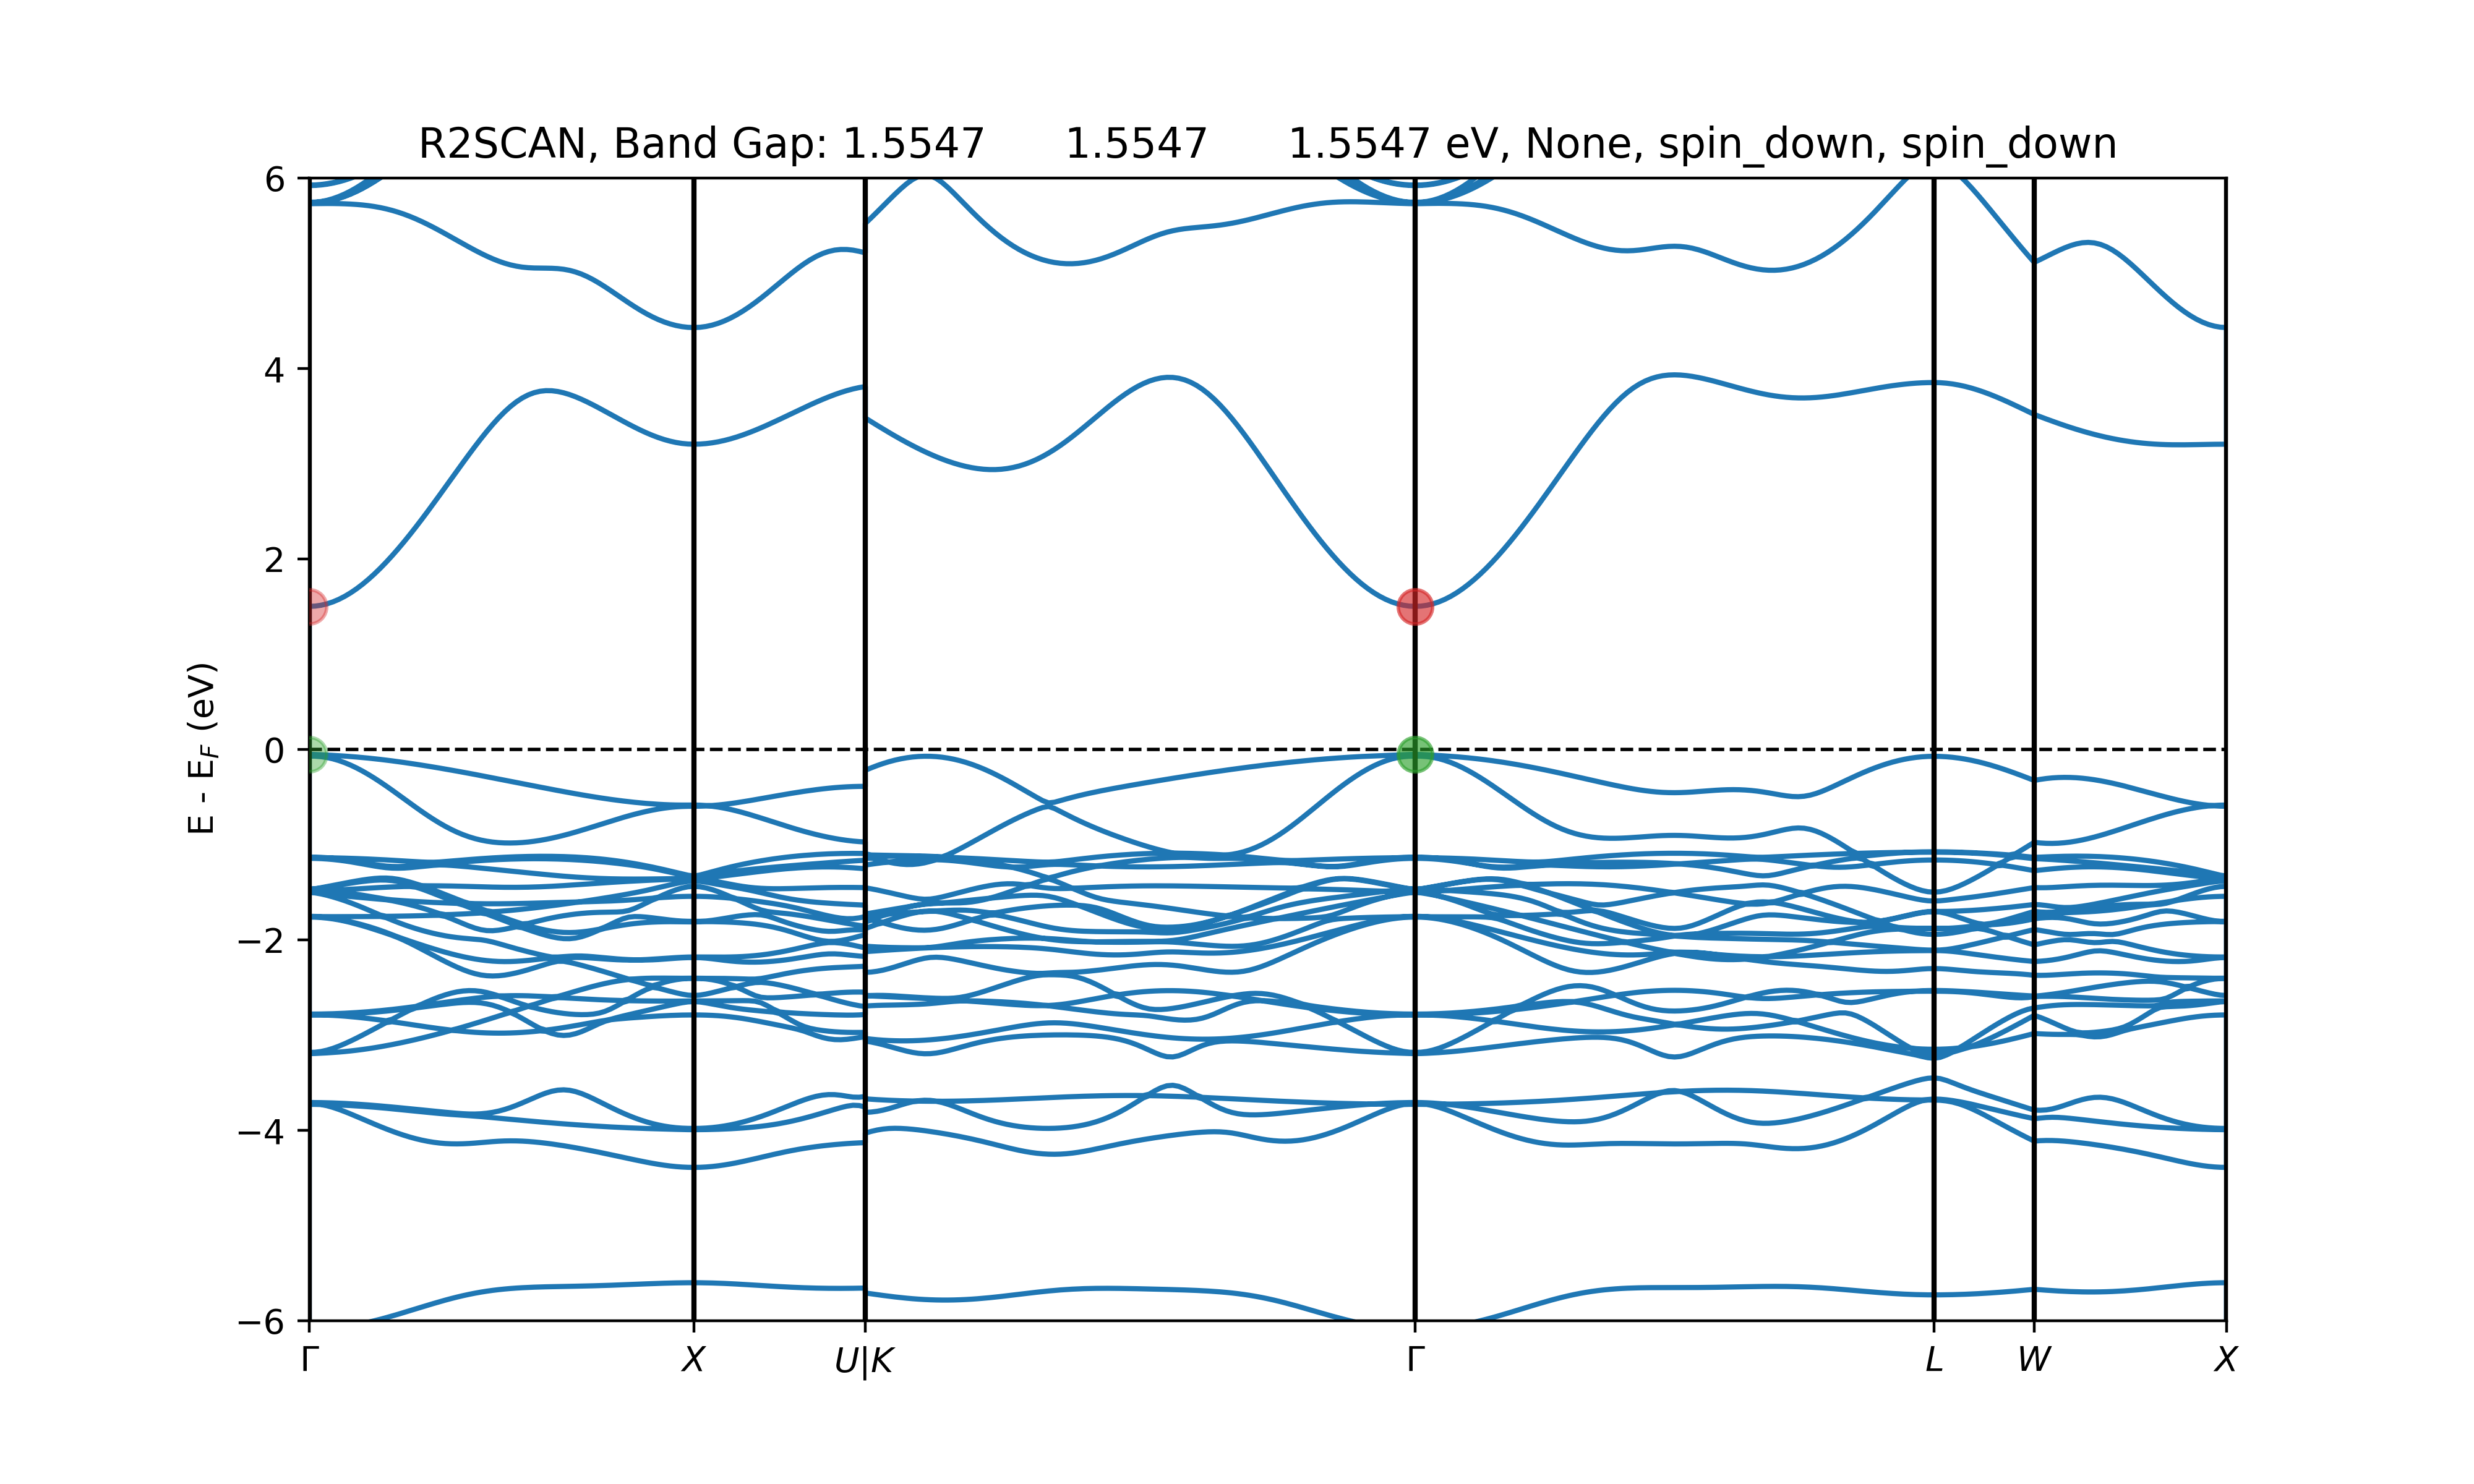 R2SCAN, Band Gap: 1.5547 1.5547 1.5547 eV, None, spin_down, spin_down
E - E_F (eV)
6
4
2
0
−2
−4
−6
Γ X U|K Γ L W X